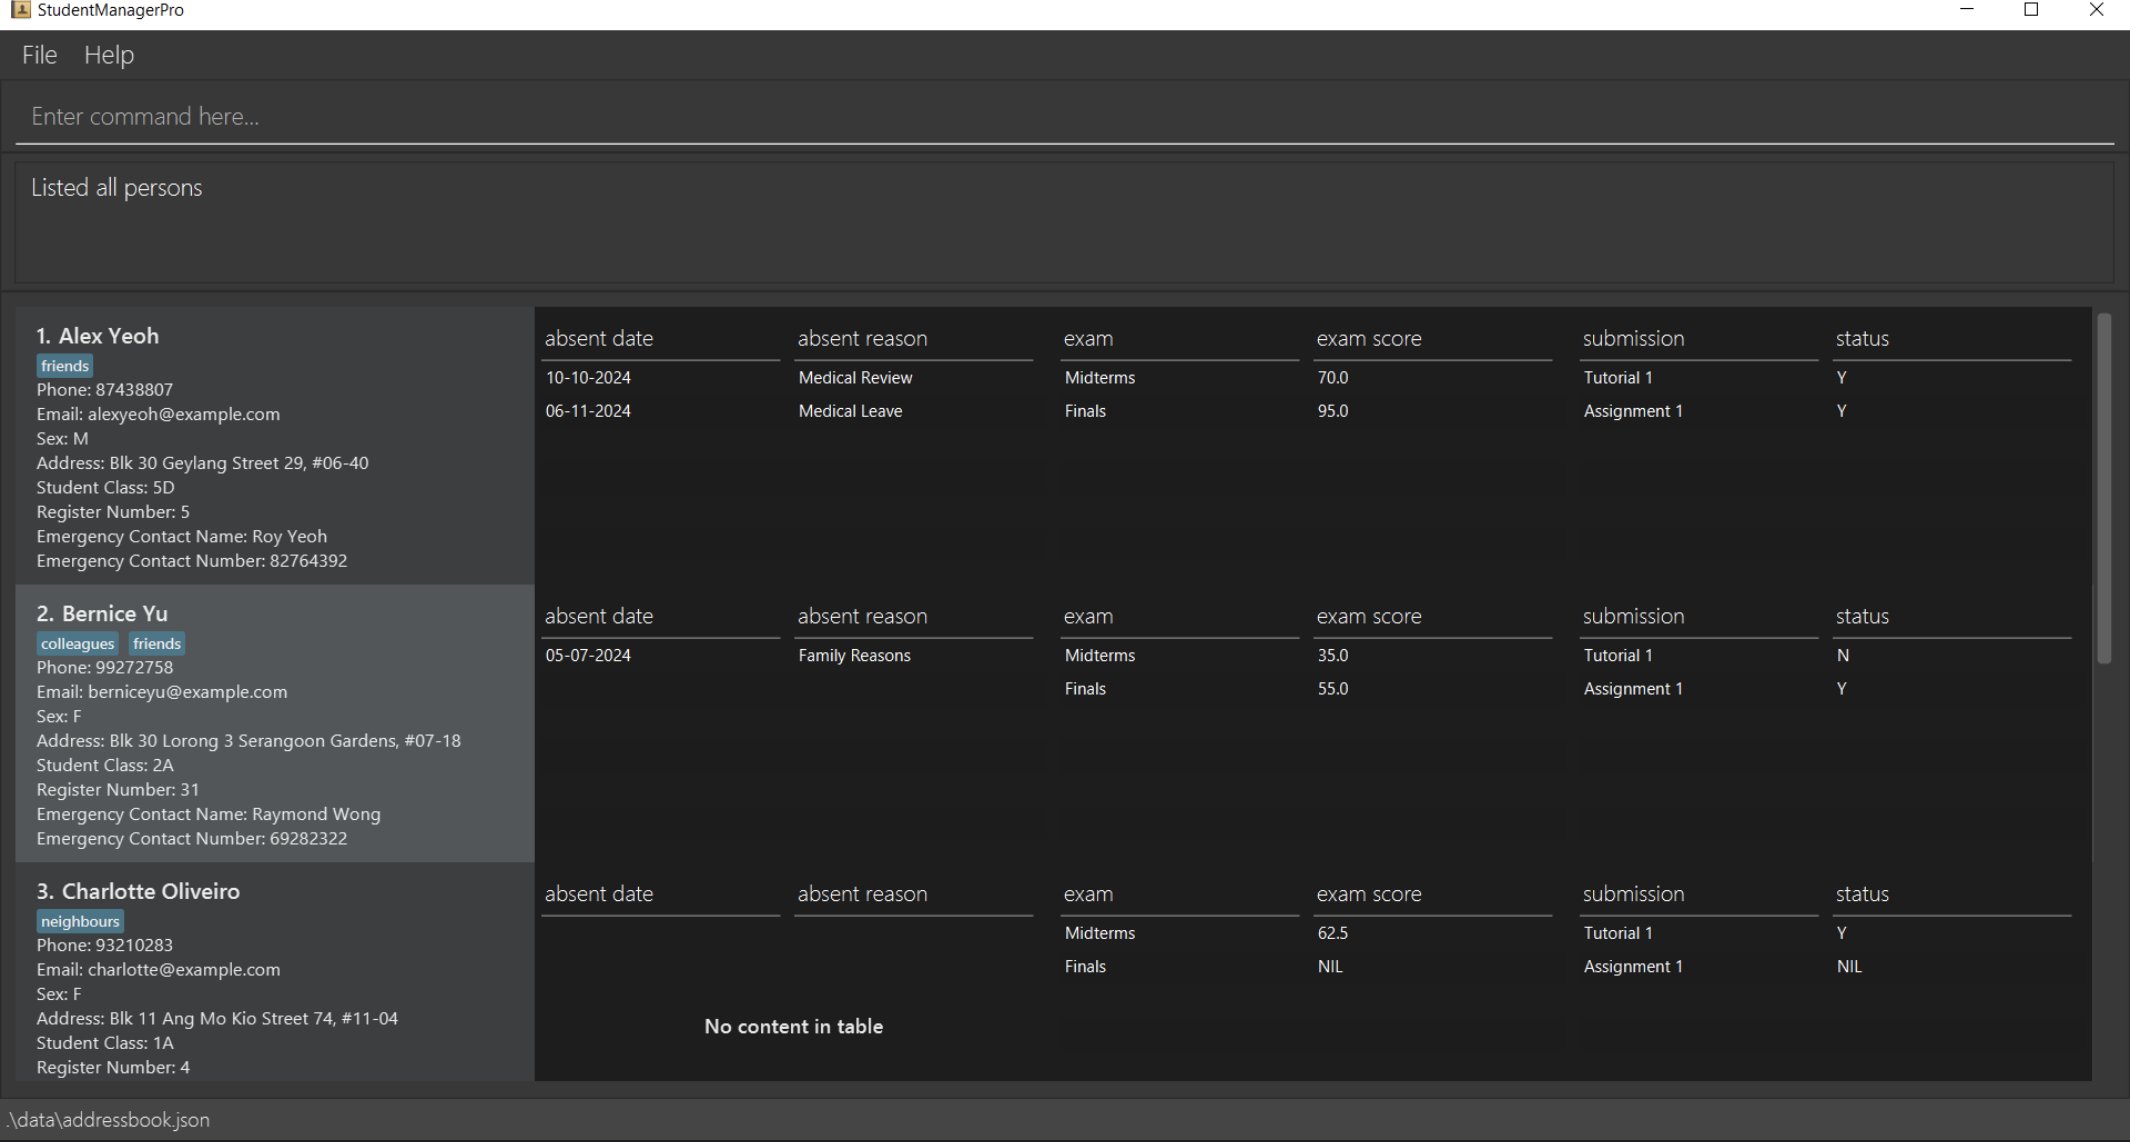 StudentManagerPro
File Help
Enter command here...
Listed all persons
1. Alex Yeoh
friends
Phone: 87438807
Email: alexyeoh@example.com
Sex: M
Address: Blk 30 Geylang Street 29, #06-40
Student Class: 5D
Register Number: 5
Emergency Contact Name: Roy Yeoh
Emergency Contact Number: 82764392
absent date absent reason exam exam score submission status
10-10-2024 Medical Review Midterms 70.0 Tutorial 1 Y
06-11-2024 Medical Leave Finals 95.0 Assignment 1 Y
2. Bernice Yu
colleagues friends
Phone: 99272758
Email: berniceyu@example.com
Sex: F
Address: Blk 30 Lorong 3 Serangoon Gardens, #07-18
Student Class: 2A
Register Number: 31
Emergency Contact Name: Raymond Wong
Emergency Contact Number: 69282322
absent date absent reason exam exam score submission status
05-07-2024 Family Reasons Midterms 35.0 Tutorial 1 N
Finals 55.0 Assignment 1 Y
3. Charlotte Oliveiro
neighbours
Phone: 93210283
Email: charlotte@example.com
Sex: F
Address: Blk 11 Ang Mo Kio Street 74, #11-04
Student Class: 1A
Register Number: 4
absent date absent reason exam exam score submission status
Midterms 62.5 Tutorial 1 Y
Finals NIL Assignment 1 NIL
No content in table
.\data\addressbook.json